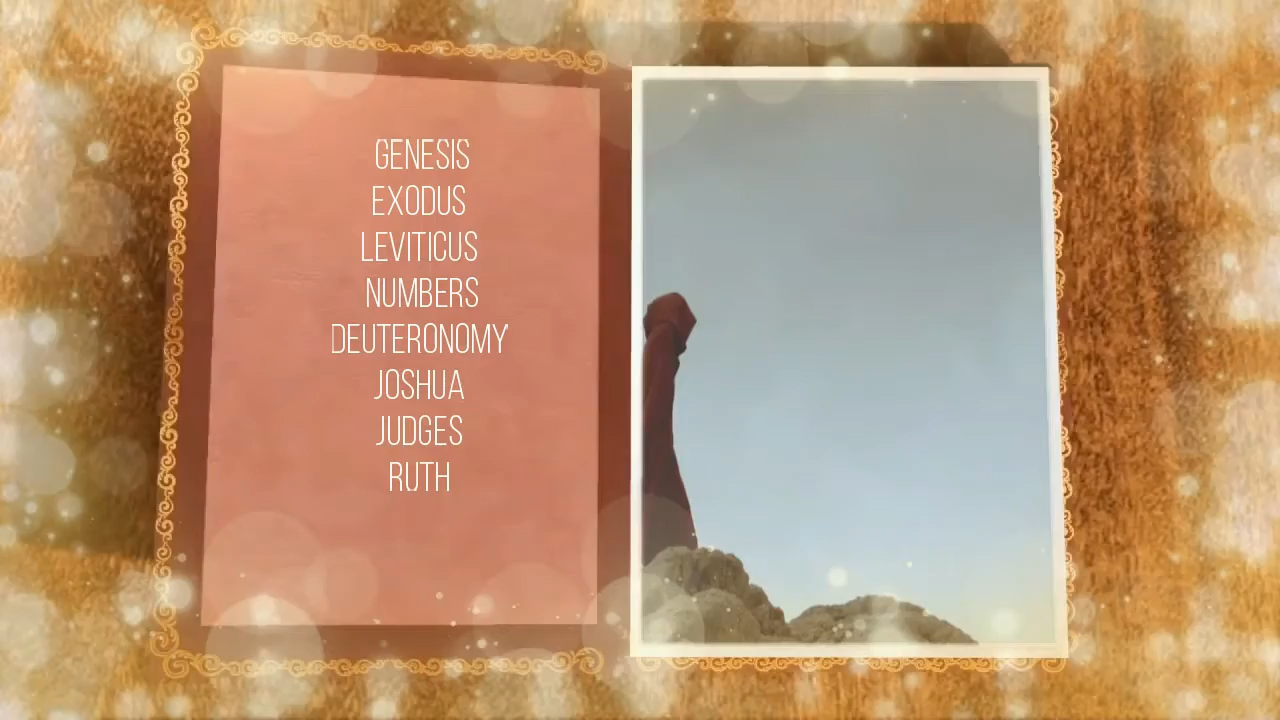 GENESIS
EXODUS
LEVITICUS
NUMBERS
DEUTERONOMY
JOSHUA
JUDGES
RUTH